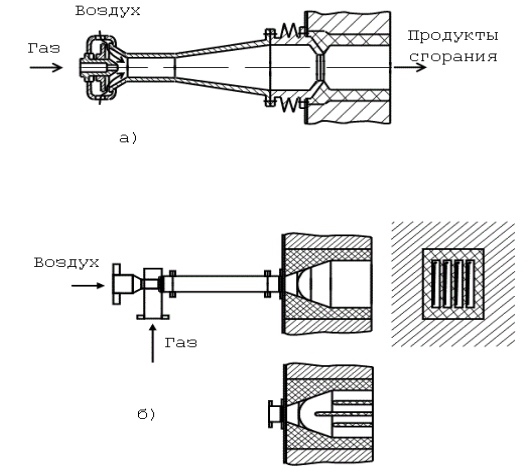 Воздух
Газ
Продукты
сгорания
а)
Воздух
Газ
б)